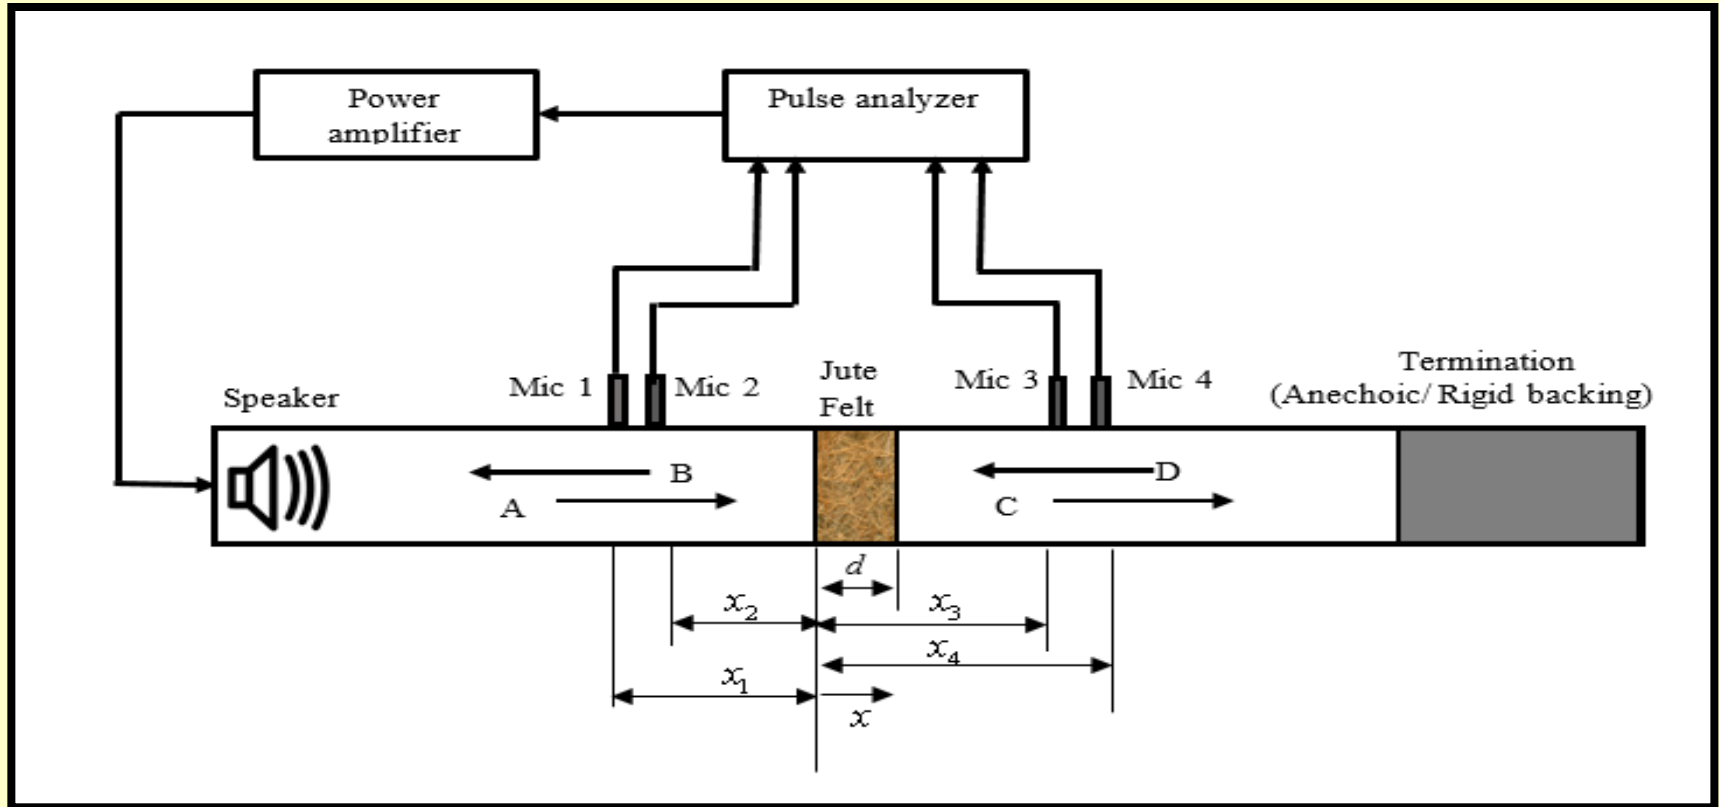 Power
amplifier
Pulse analyzer
Speaker
Mic 1
Mic 2
Jute
Felt
Mic 3
Mic 4
Termination
(Anechoic/ Rigid backing)
B
A
D
C
d
x₂
x₃
x₄
x₁
x